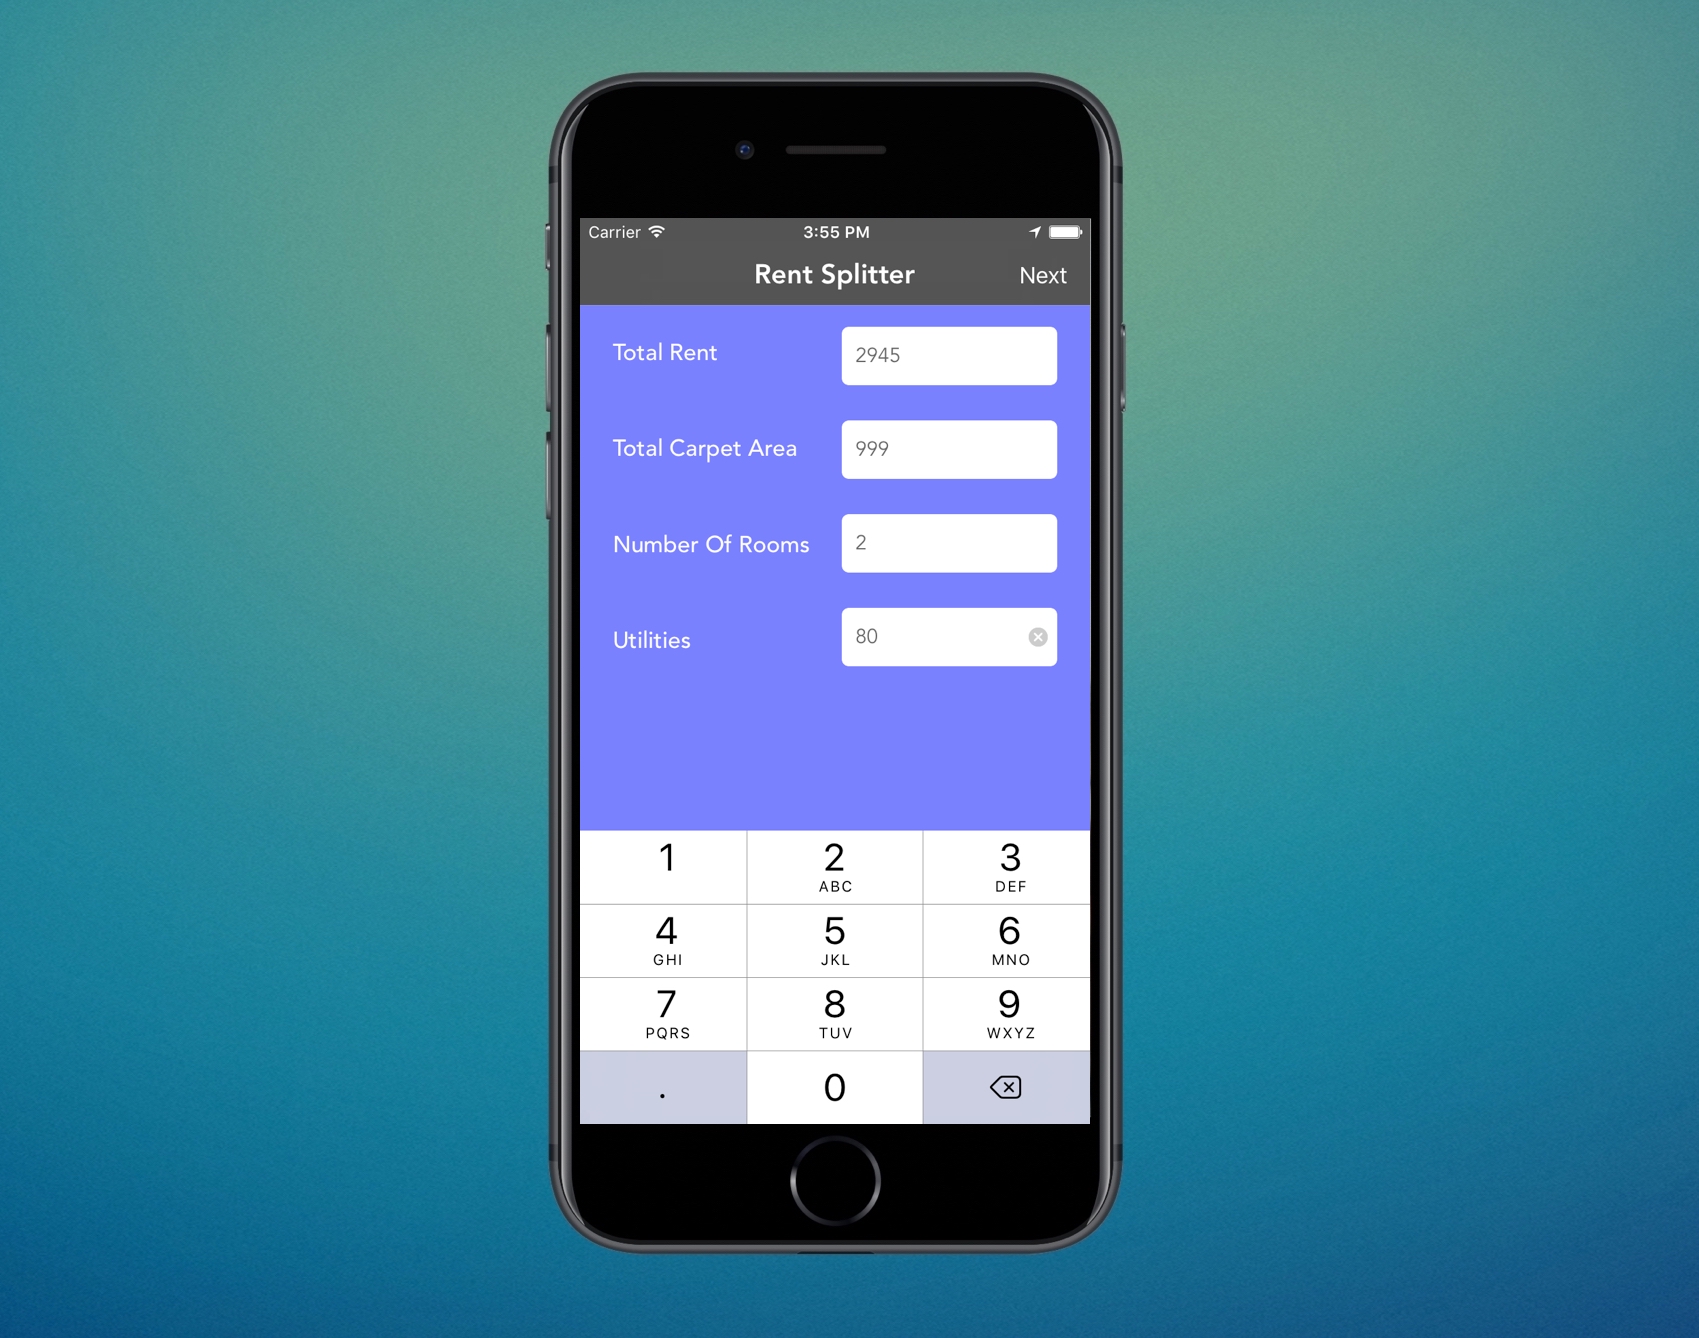 Carrier 3:55 PM
Rent Splitter Next
Total Rent 2945
Total Carpet Area 999
Number Of Rooms 2
Utilities 80
1 2 3
ABC DEF
4 5 6
GHI JKL MNO
7 8 9
PQRS TUV WXYZ
. 0